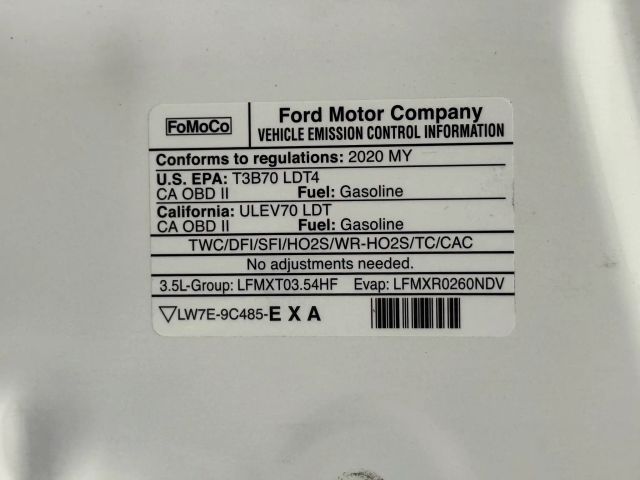 FoMoCo
Ford Motor Company
VEHICLE EMISSION CONTROL INFORMATION
Conforms to regulations: 2020 MY
U.S. EPA: T3B70 LDT4
CA OBD II Fuel: Gasoline
California: ULEV70 LDT
CA OBD II Fuel: Gasoline
TWC/DFI/SFI/HO2S/WR-HO2S/TC/CAC
No adjustments needed.
3.5L-Group: LFMXT03.54HF Evap: LFMXR0260NDV
▽LW7E-9C485-E X A